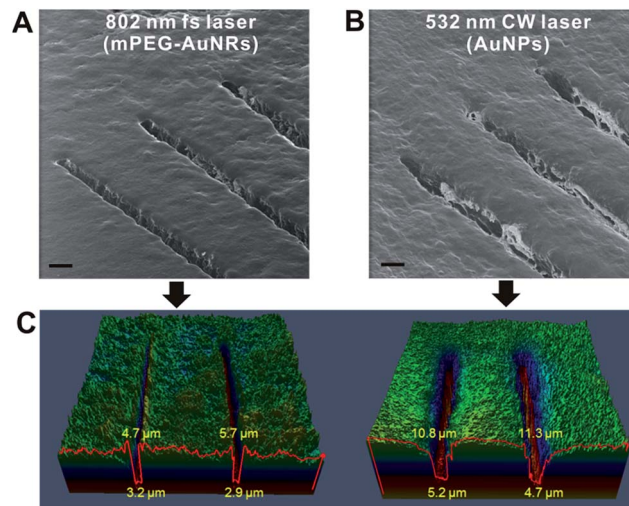 A
802 nm fs laser
(mPEG-AuNRs)
B
532 nm CW laser
(AuNPs)
C
4.7 µm
5.7 µm
3.2 µm
2.9 µm
10.8 µm
11.3 µm
5.2 µm
4.7 µm